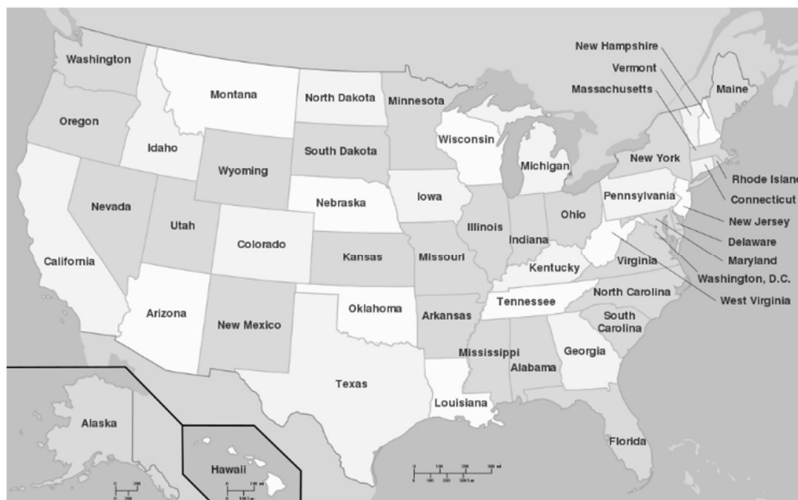 New Hampshire
Vermont
Massachusetts
Maine
Washington
Montana
North Dakota
Minnesota
Oregon
Idaho
Wisconsin
South Dakota
Michigan
New York
Rhode Islan
Wyoming
Connecticut
Iowa
Pennsylvania
Nebraska
Nevada
New Jersey
Utah
Illinois
Indiana
Ohio
Colorado
Delaware
California
Kansas
Missouri
Virginia
Maryland
Kentucky
Washington, D.C.
North Carolina
Tennessee
West Virginia
Arizona
Oklahoma
New Mexico
Arkansas
South
Carolina
Mississippi
Georgia
Alabama
Texas
Louisiana
Alaska
Florida
Hawaii